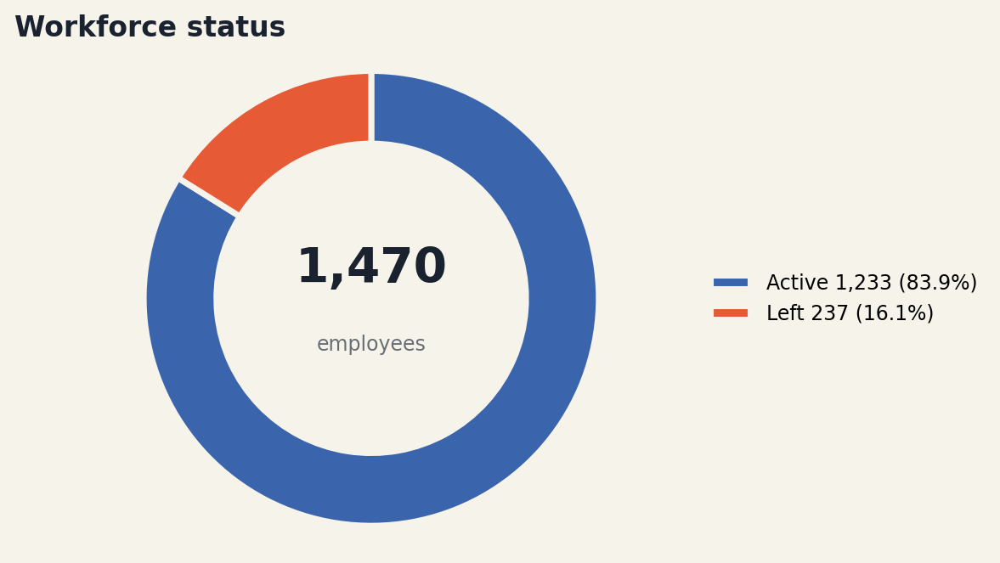 Workforce status
1,470
employees
Active 1,233 (83.9%)
Left 237 (16.1%)